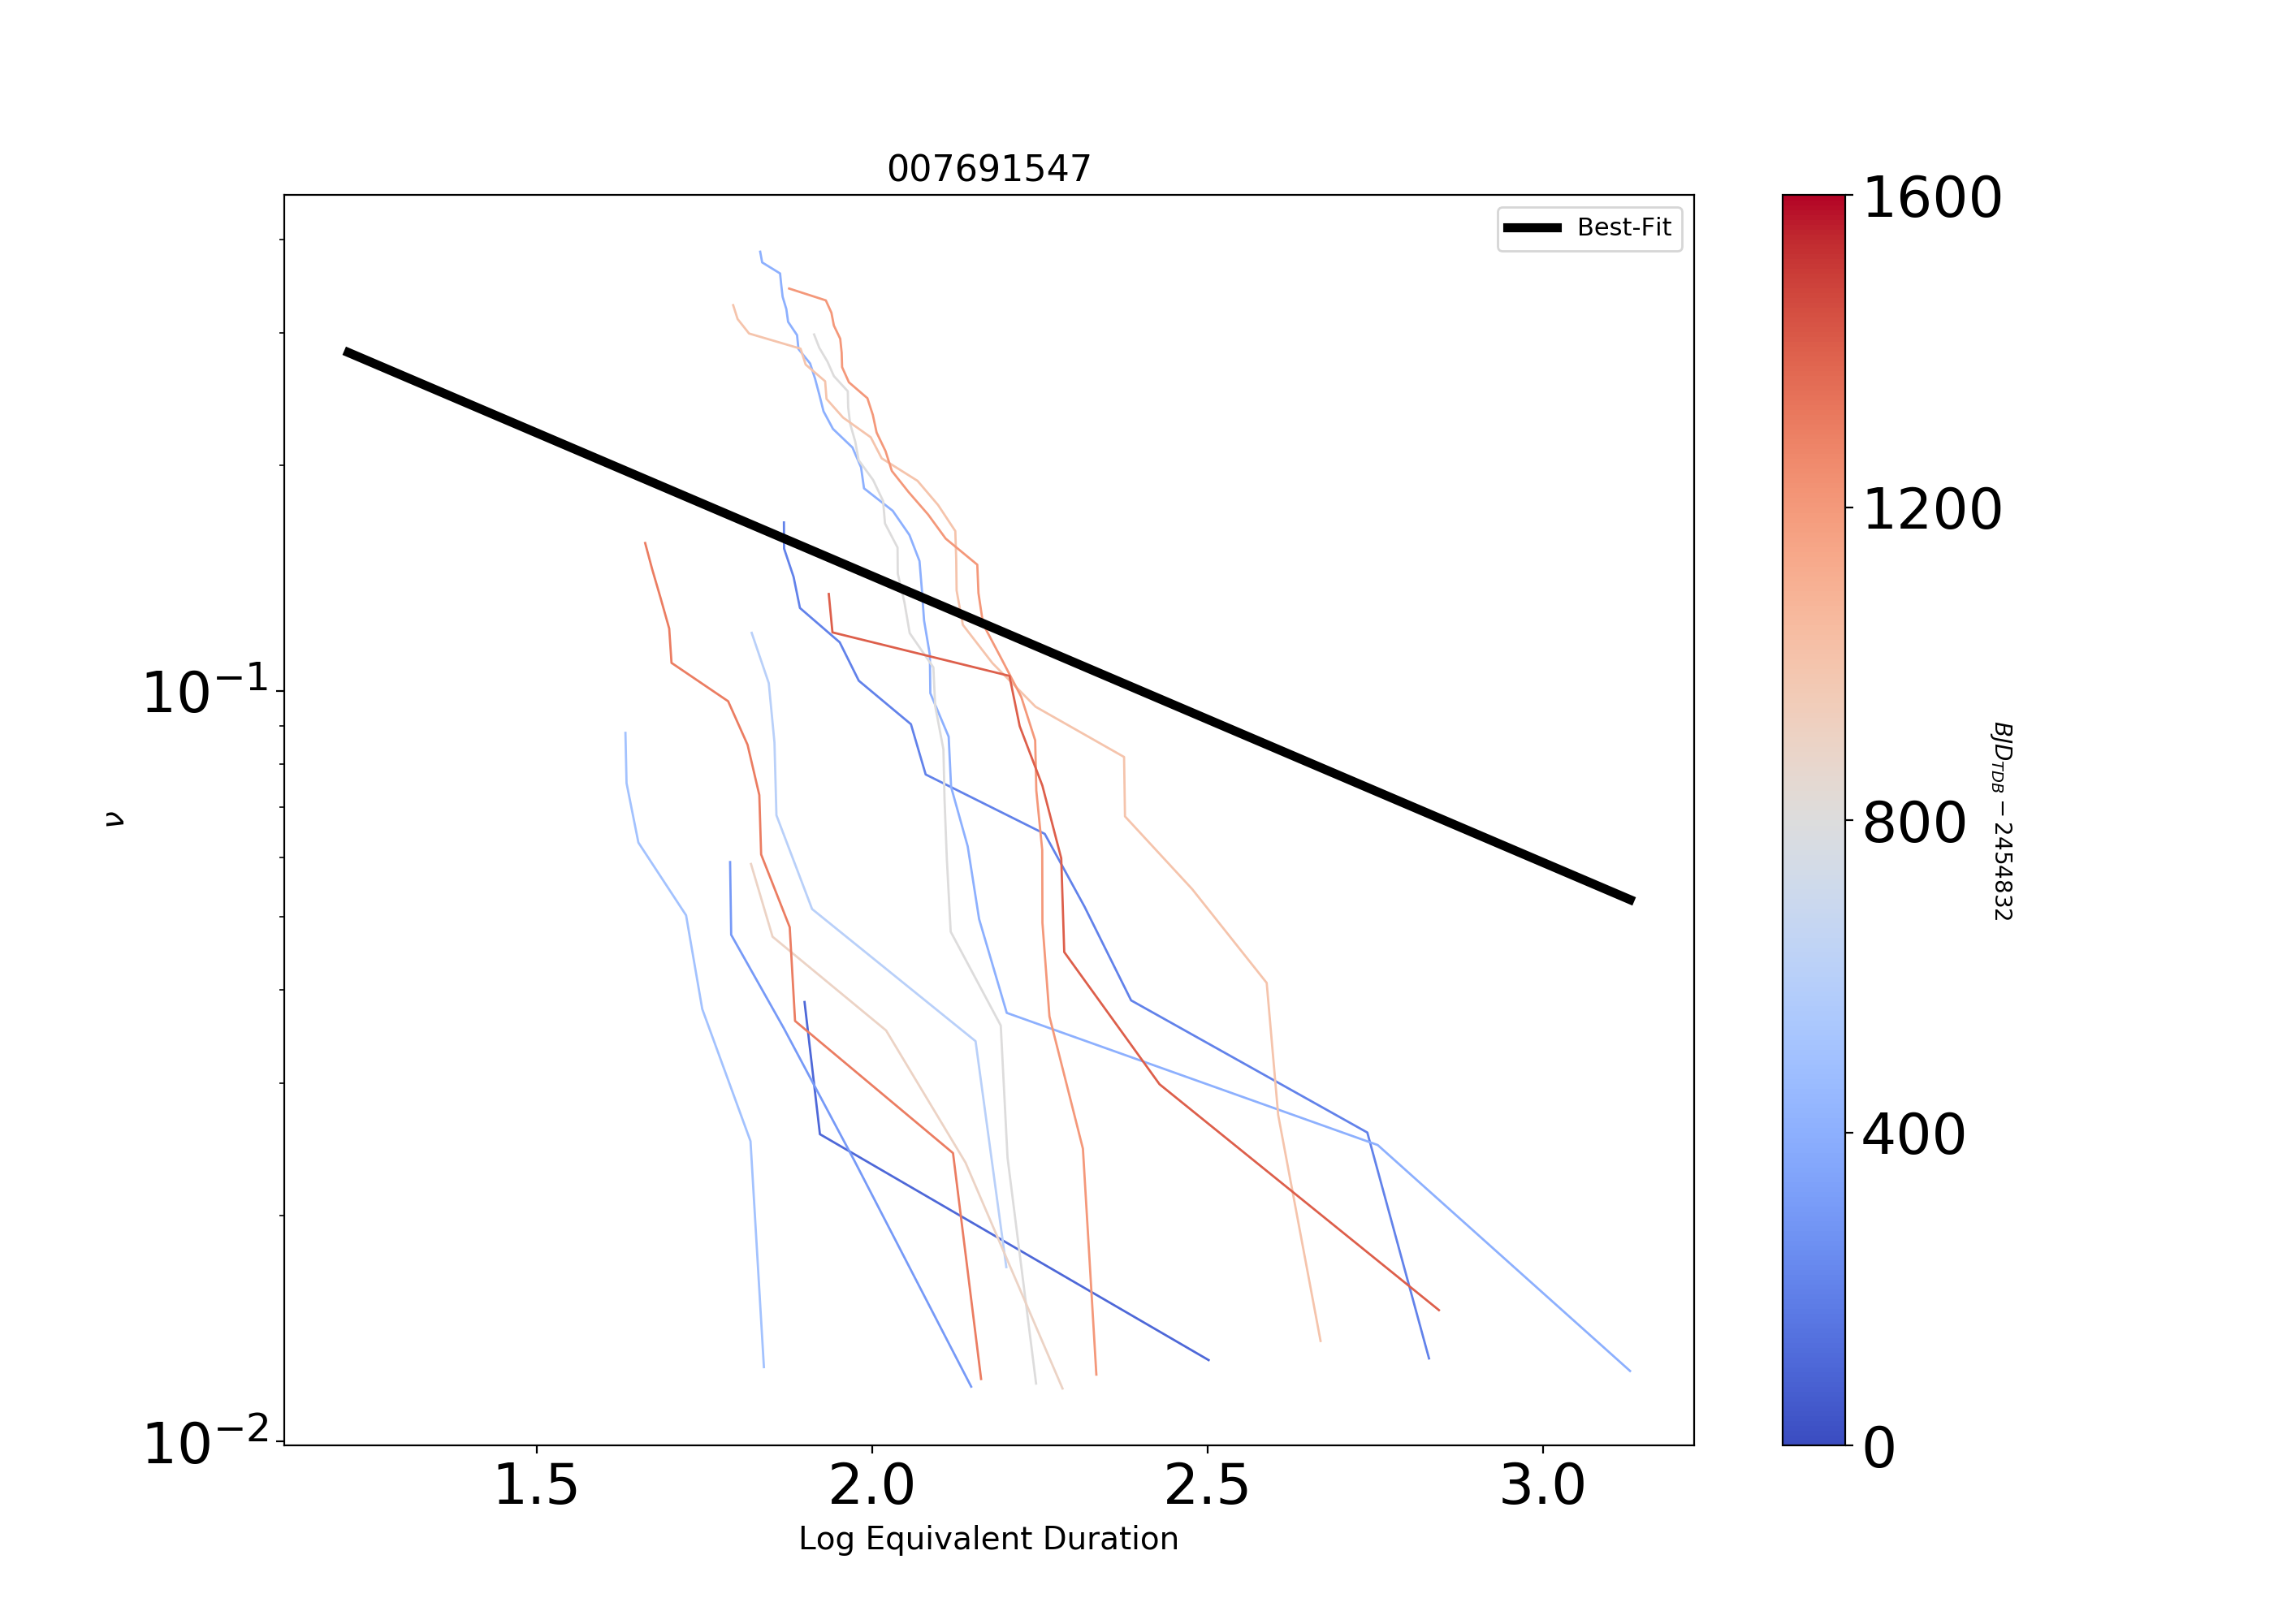 007691547
Best-Fit
10⁻¹
10⁻²
ν
1.5 2.0 2.5 3.0
Log Equivalent Duration
1600
1200
800
400
0
BJD_TDB − 2454832